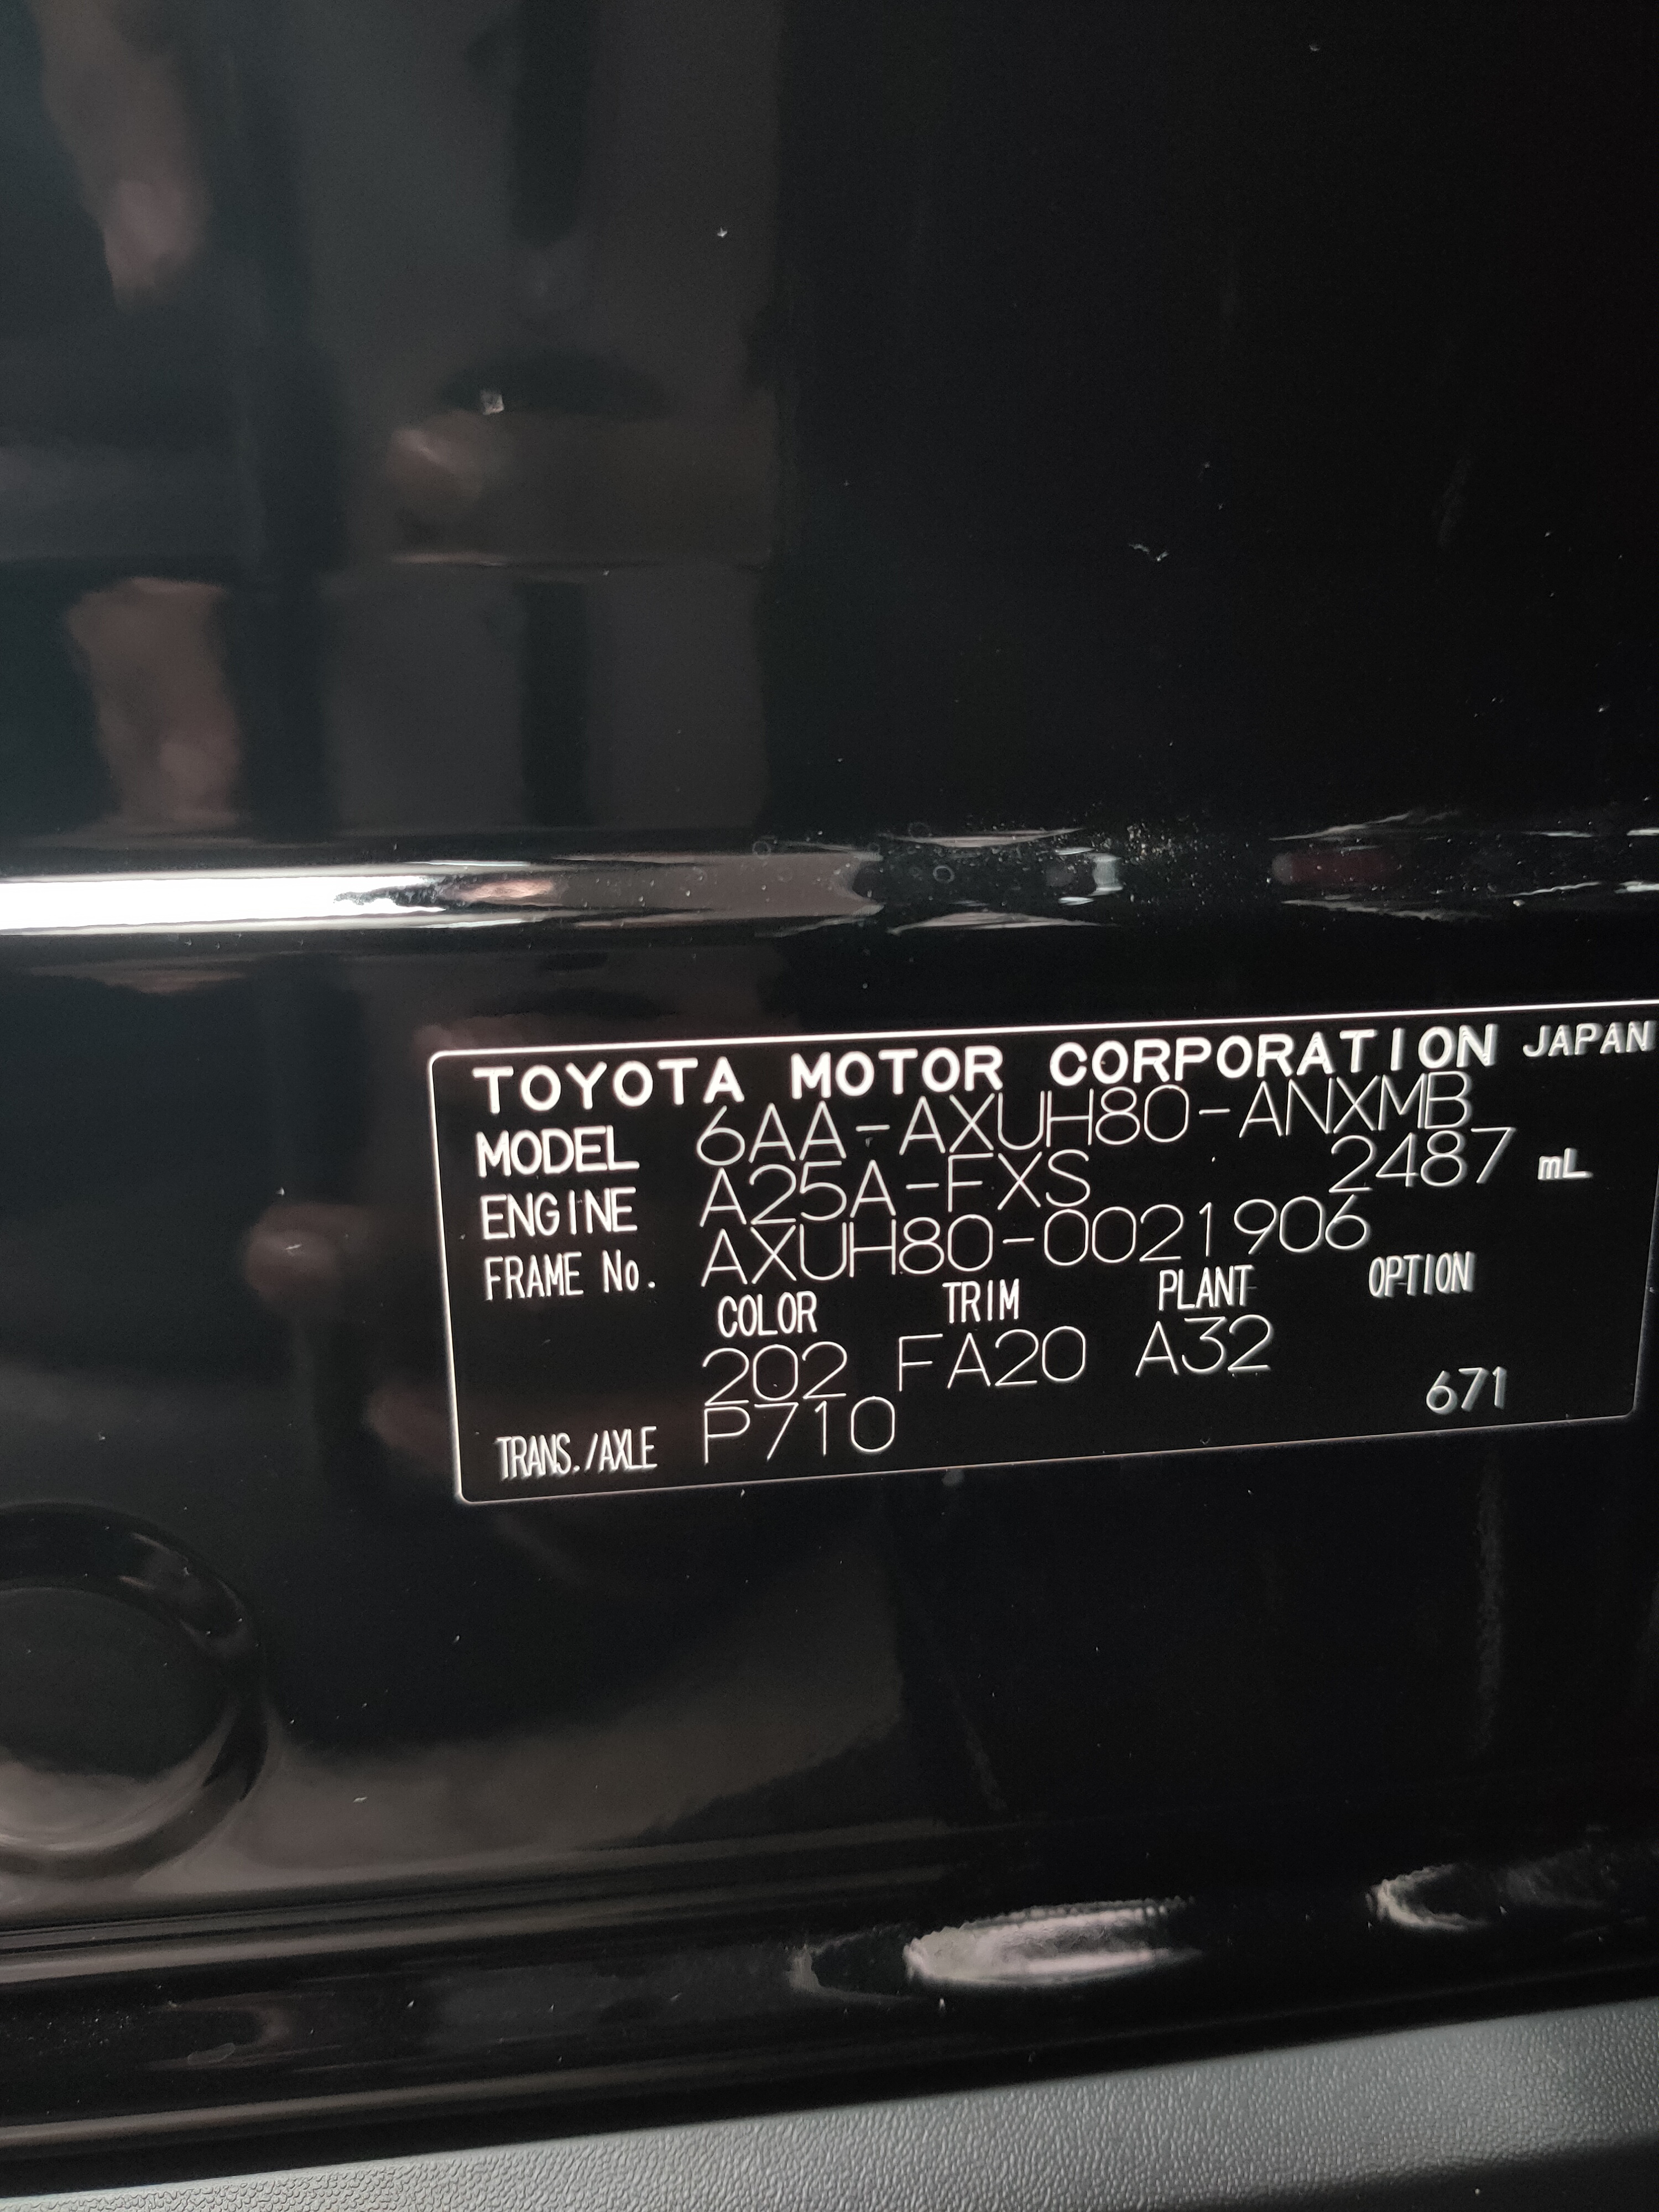 TOYOTA MOTOR CORPORATION JAPAN
MODEL 6AA-AXUH80-ANXMB
ENGINE A25A-FXS 2487 mL
FRAME No. AXUH80-0021906
COLOR TRIM PLANT OPTION
202 FA20 A32
671
TRANS./AXLE P710